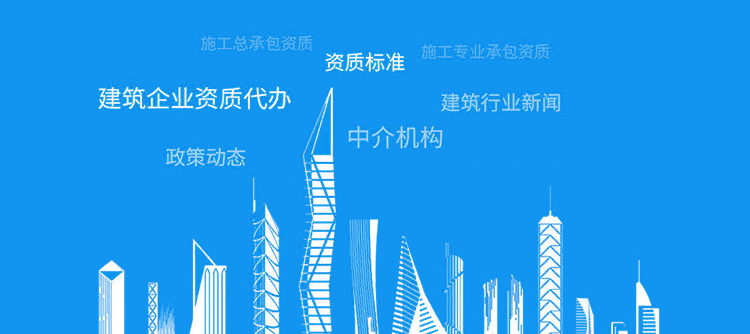 施工总承包资质
资质标准
施工专业承包资质
建筑企业资质代办
建筑行业新闻
中介机构
政策动态